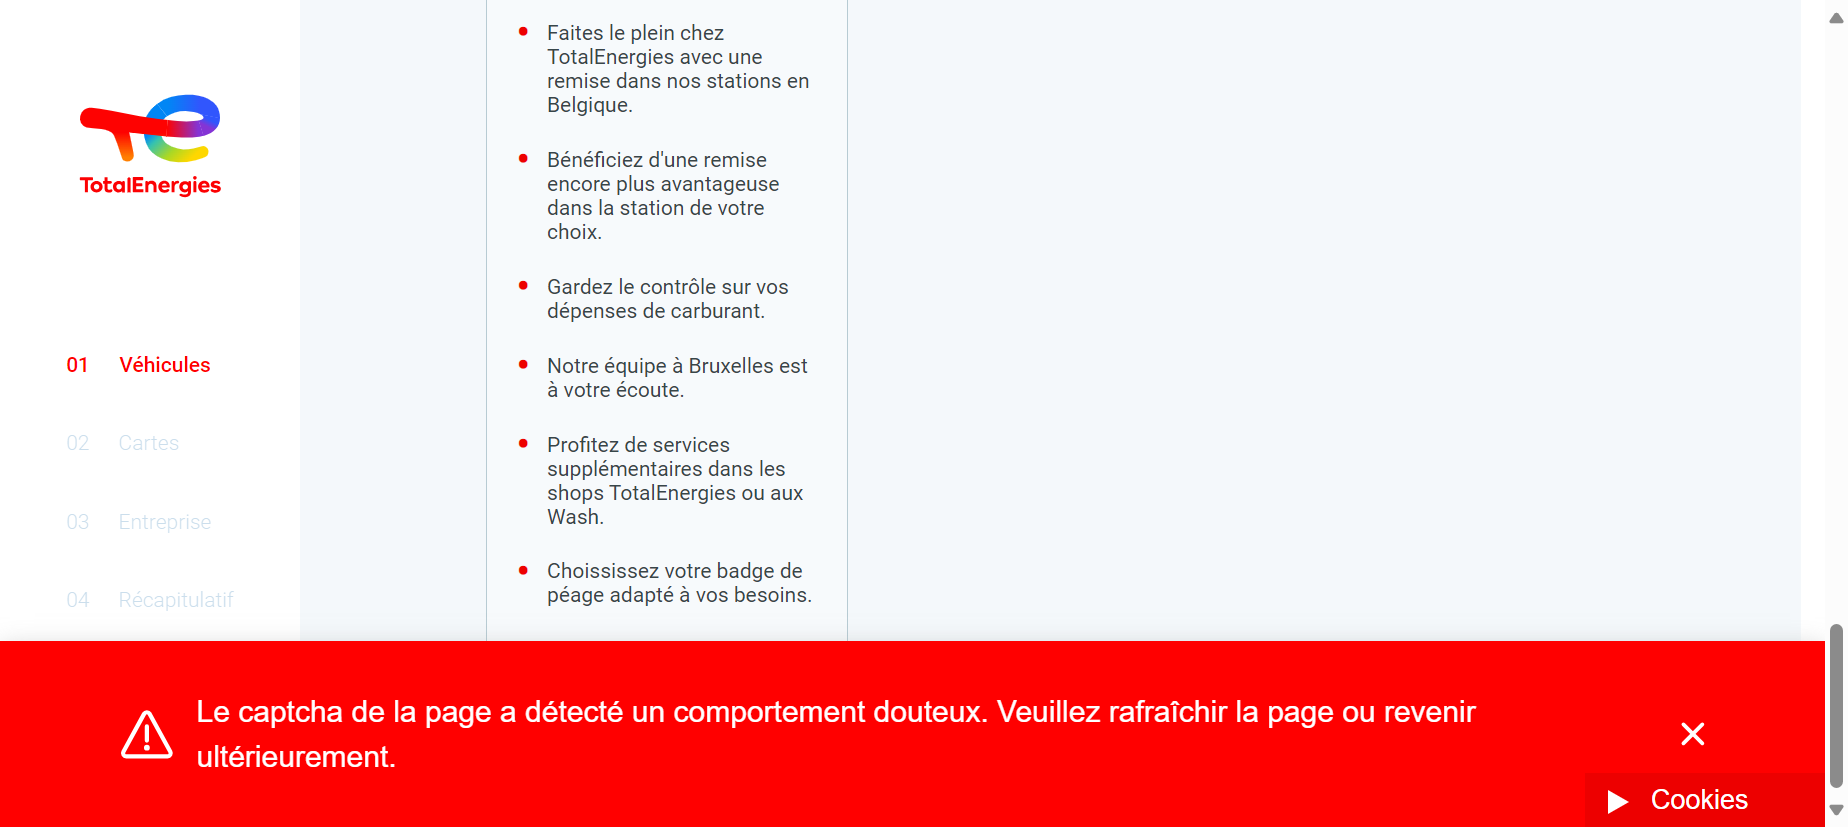 TotalEnergies
01 Véhicules
02 Cartes
03 Entreprise
04 Récapitulatif
Faites le plein chez
TotalEnergies avec une
remise dans nos stations en
Belgique.
Bénéficiez d'une remise
encore plus avantageuse
dans la station de votre
choix.
Gardez le contrôle sur vos
dépenses de carburant.
Notre équipe à Bruxelles est
à votre écoute.
Profitez de services
supplémentaires dans les
shops TotalEnergies ou aux
Wash.
Choississez votre badge de
péage adapté à vos besoins.
Le captcha de la page a détecté un comportement douteux. Veuillez rafraîchir la page ou revenir
ultérieurement.
Cookies